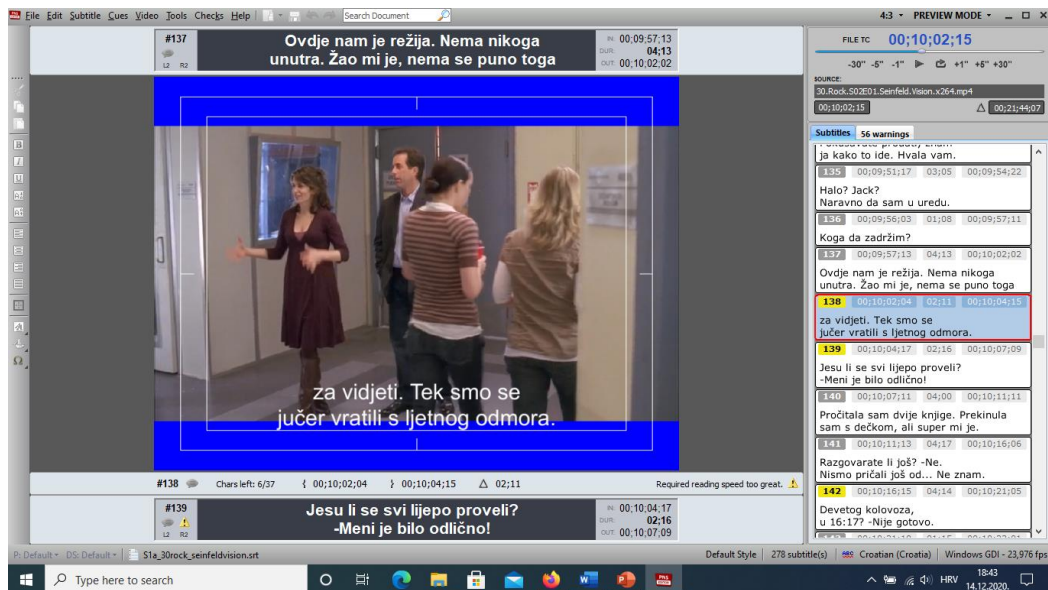 File Edit Subtitle Cues Video Tools Checks Help
Search Document
4:3
PREVIEW MODE
#137
L2 R2
Ovdje nam je režija. Nema nikoga
unutra. Žao mi je, nema se puno toga
IN: 00;09;57;13
DUR: 04;13
OUT: 00;10;02;02
za vidjeti. Tek smo se
jučer vratili s ljetnog odmora.
#138
Chars left: 6/37
{ 00;10;02;04
} 00;10;04;15
Δ 02;11
Required reading speed too great.
#139
L2 R2
Jesu li se svi lijepo proveli?
-Meni je bilo odlično!
IN: 00;10;04;17
DUR: 02;16
OUT: 00;10;07;09
FILE TC 00;10;02;15
-30" -5" -1" +1" +5" +30"
SOURCE:
30.Rock.S02E01.Seinfeld.Vision.x264.mp4
00;10;02;15
Δ 00;21;44;07
Subtitles 56 warnings
ja kako to ide. Hvala vam.
135 00;09;51;17 03;05 00;09;54;22
Halo? Jack?
Naravno da sam u uredu.
136 00;09;56;03 01;08 00;09;57;11
Koga da zadržim?
137 00;09;57;13 04;13 00;10;02;02
Ovdje nam je režija. Nema nikoga
unutra. Žao mi je, nema se puno toga
138 00;10;02;04 02;11 00;10;04;15
za vidjeti. Tek smo se
jučer vratili s ljetnog odmora.
139 00;10;04;17 02;16 00;10;07;09
Jesu li se svi lijepo proveli?
-Meni je bilo odlično!
140 00;10;07;11 04;00 00;10;11;11
Pročitala sam dvije knjige. Prekinula
sam s dečkom, ali super mi je.
141 00;10;11;13 04;17 00;10;16;06
Razgovarate li još? -Ne.
Nismo pričali još od... Ne znam.
142 00;10;16;15 04;14 00;10;21;05
Devetog kolovoza,
u 16:17? -Nije gotovo.
P: Default DS: Default
S1a_30rock_seinfeldvision.srt
Default Style
278 subtitle(s)
Croatian (Croatia)
Windows GDI - 23,976 fps
Type here to search
HRV
18:43
14.12.2020.